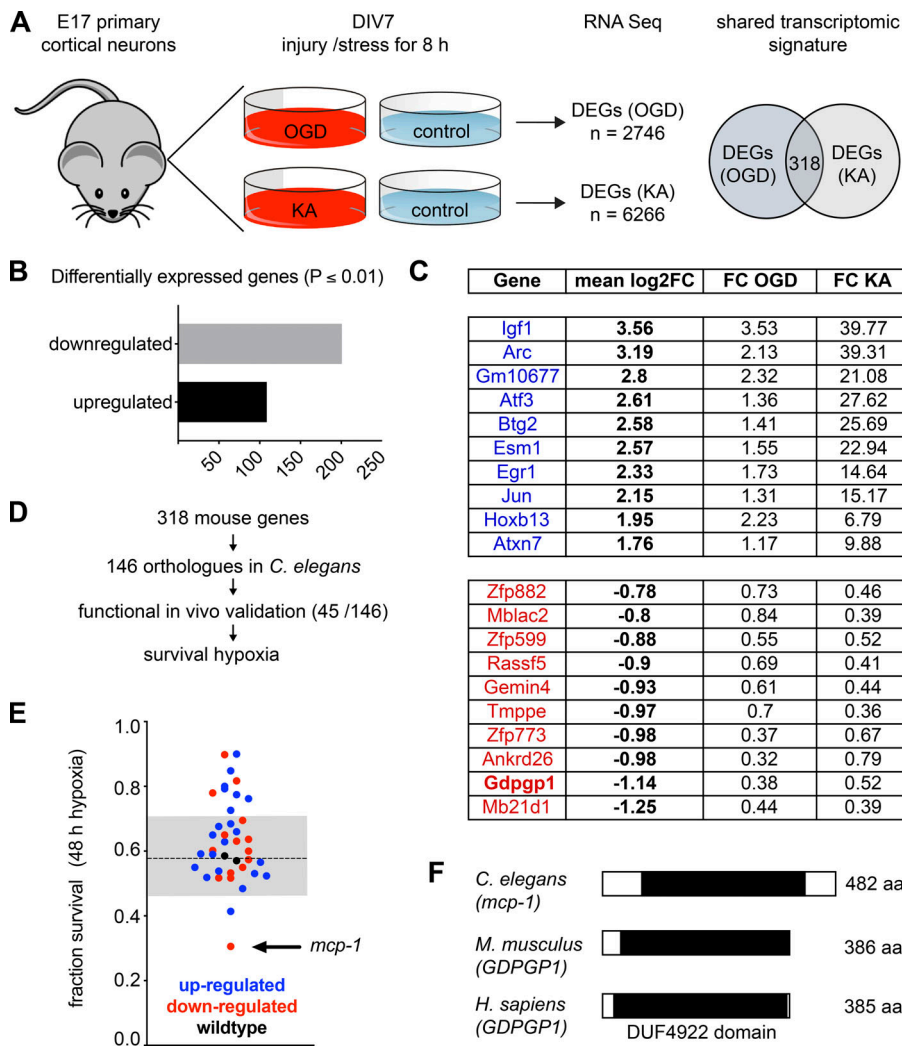 A
E17 primary
cortical neurons
DIV7
injury /stress for 8 h
RNA Seq
shared transcriptomic
signature
OGD
control
DEGs (OGD)
n = 2746
KA
control
DEGs (KA)
n = 6266
DEGs
(OGD)
318
DEGs
(KA)
B
Differentially expressed genes (P ≤ 0.01)
downregulated
upregulated
50
100
150
200
250
C
Gene mean log2FC FC OGD FC KA
Igf1 3.56 3.53 39.77
Arc 3.19 2.13 39.31
Gm10677 2.8 2.32 21.08
Atf3 2.61 1.36 27.62
Btg2 2.58 1.41 25.69
Esm1 2.57 1.55 22.94
Egr1 2.33 1.73 14.64
Jun 2.15 1.31 15.17
Hoxb13 1.95 2.23 6.79
Atxn7 1.76 1.17 9.88
Zfp882 -0.78 0.73 0.46
Mblac2 -0.8 0.84 0.39
Zfp599 -0.88 0.55 0.52
Rassf5 -0.9 0.69 0.41
Gemin4 -0.93 0.61 0.44
Tmppe -0.97 0.7 0.36
Zfp773 -0.98 0.37 0.67
Ankrd26 -0.98 0.32 0.79
Gdpgp1 -1.14 0.38 0.52
Mb21d1 -1.25 0.44 0.39
D
318 mouse genes
146 orthologues in C. elegans
functional in vivo validation (45 /146)
survival hypoxia
E
fraction survival (48 h hypoxia)
1.0
0.8
0.6
0.4
0.2
0.0
mcp-1
up-regulated
down-regulated
wildtype
F
C. elegans
(mcp-1)
482 aa
M. musculus
(GDPGP1)
386 aa
H. sapiens
(GDPGP1)
385 aa
DUF4922 domain